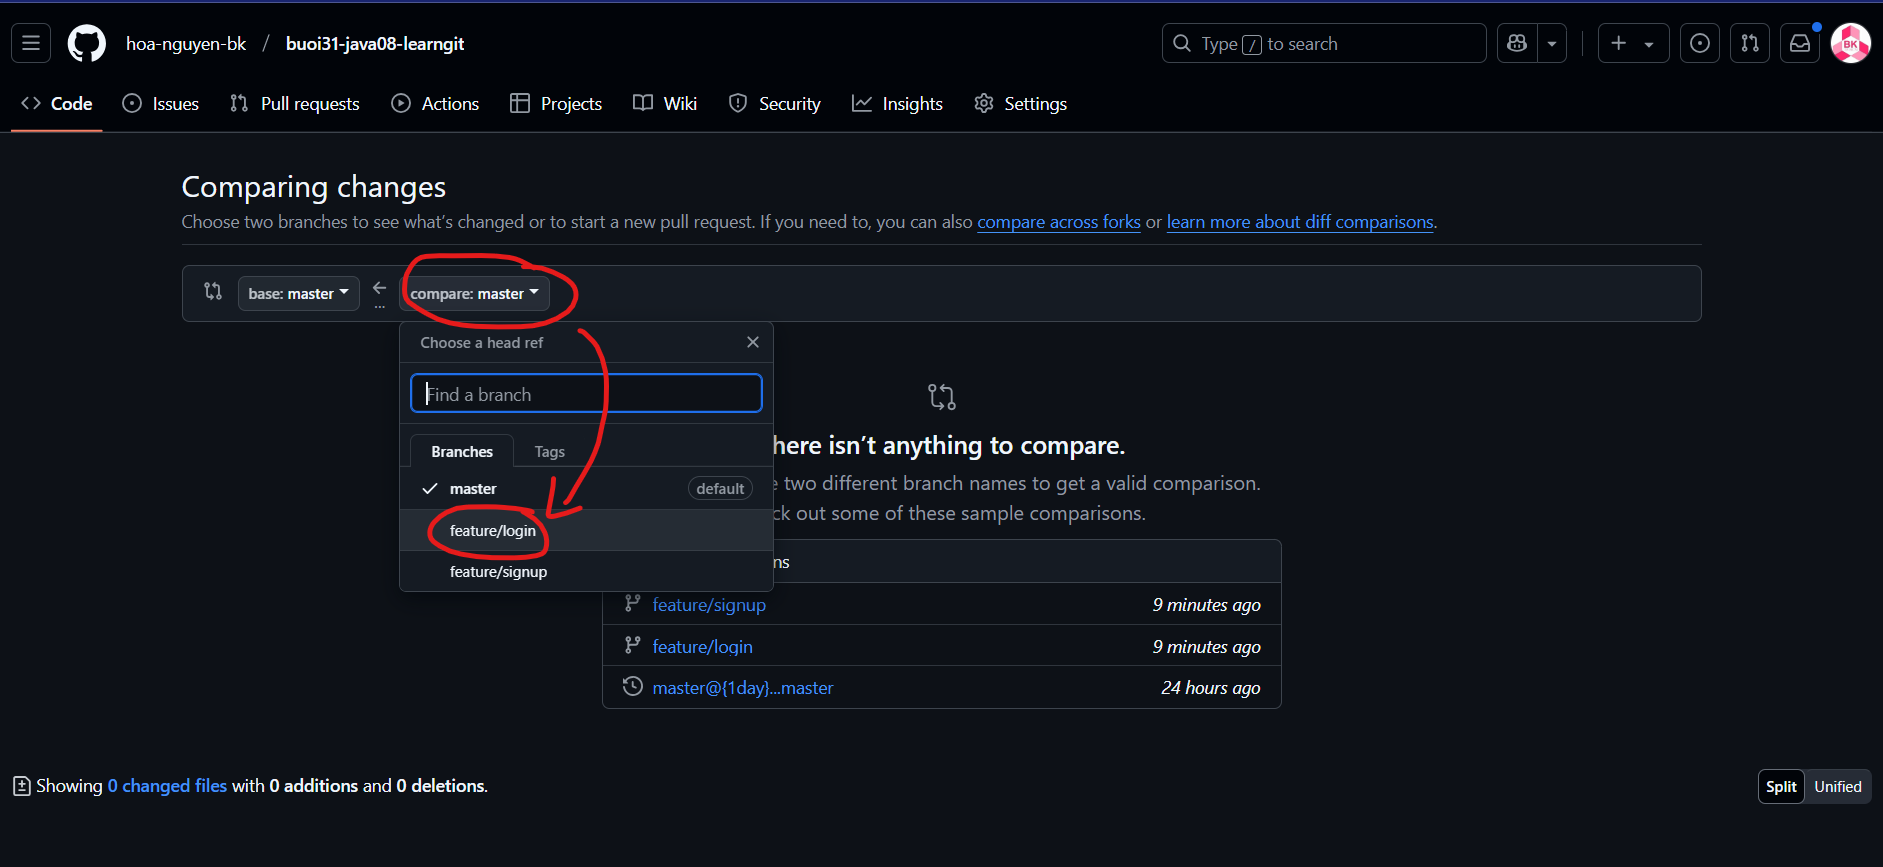 hoa-nguyen-bk / buoi31-java08-learngit
Type / to search
BK
Code Issues Pull requests Actions Projects Wiki Security Insights Settings
Comparing changes
Choose two branches to see what's changed or to start a new pull request. If you need to, you can also compare across forks or learn more about diff comparisons.
base: master ← ... compare: master
Choose a head ref
Find a branch
Branches Tags
master default
feature/login
feature/signup
here isn't anything to compare.
two different branch names to get a valid comparison.
ck out some of these sample comparisons.
ns
feature/signup 9 minutes ago
feature/login 9 minutes ago
master@{1day}...master 24 hours ago
Showing 0 changed files with 0 additions and 0 deletions.
Split Unified